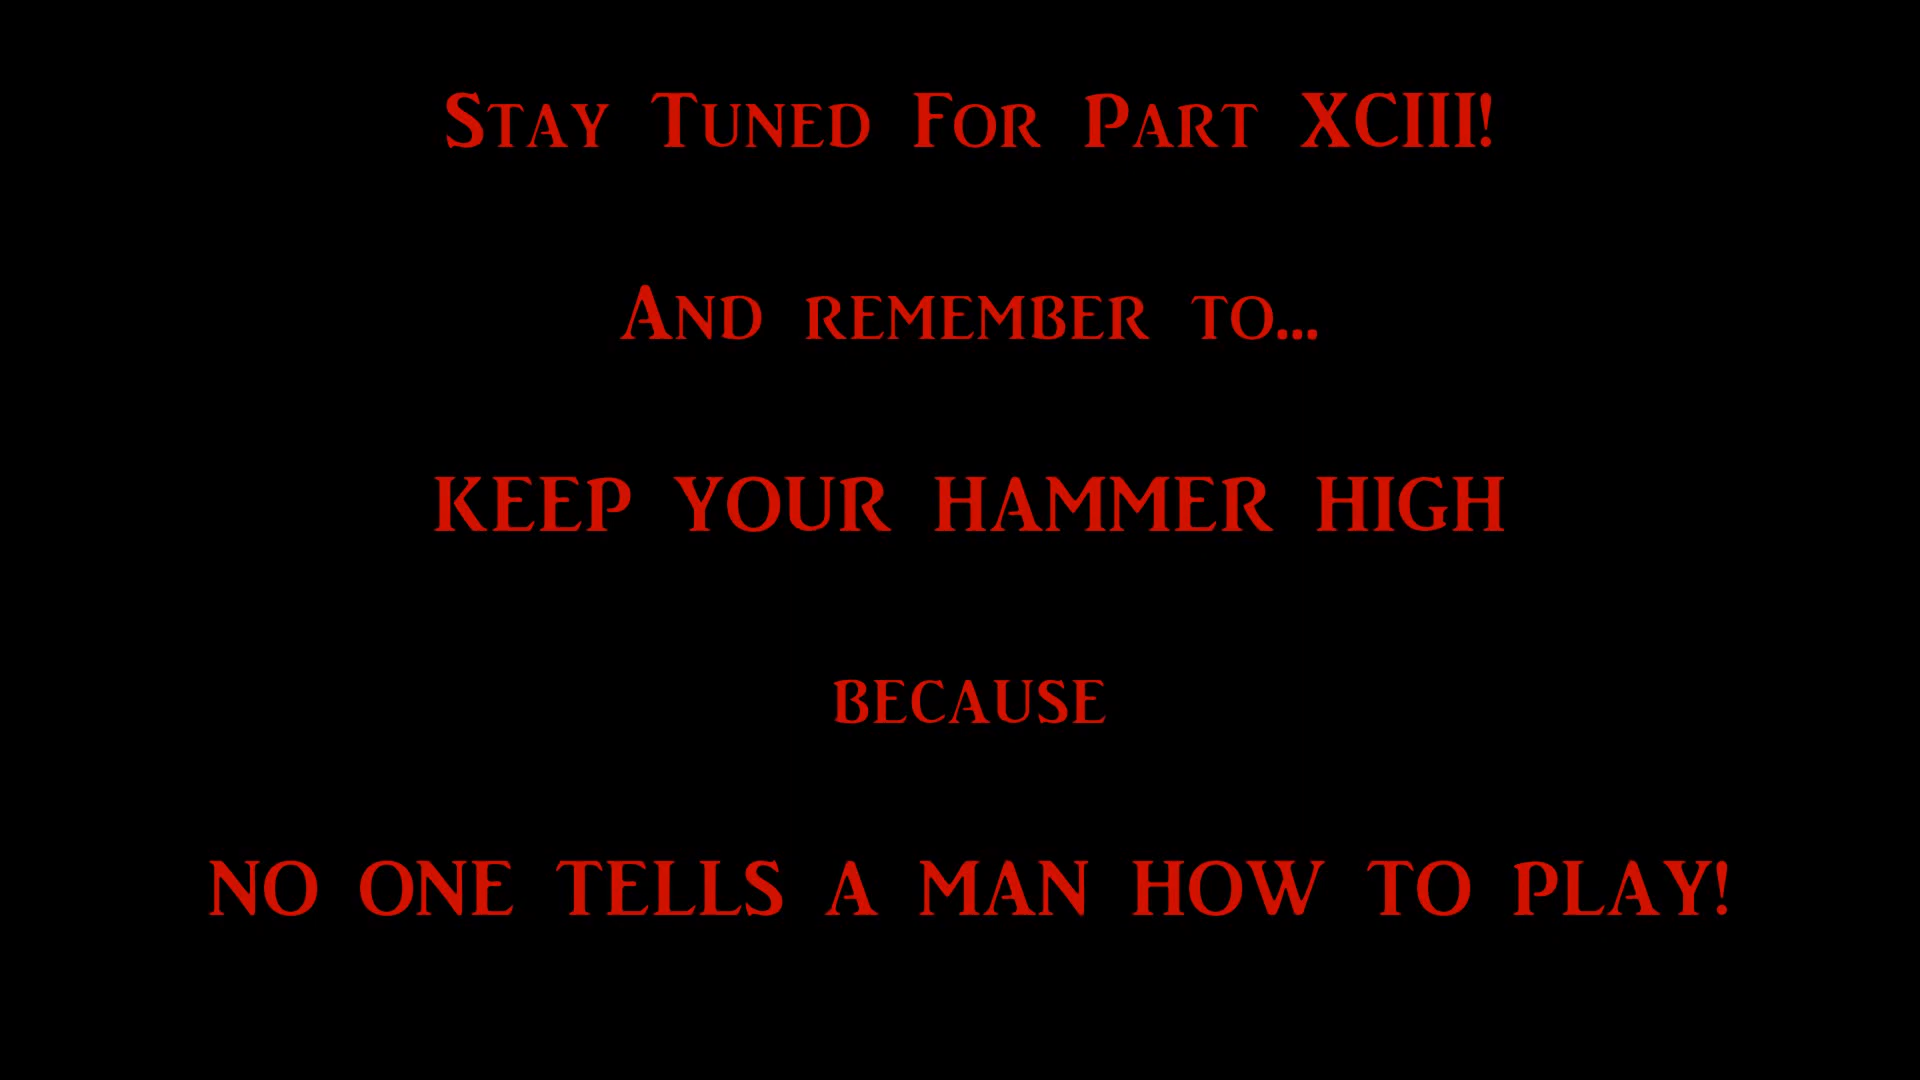 Stay Tuned For Part XCIII!
And remember to...
KEEP YOUR HAMMER HIGH
because
NO ONE TELLS A MAN HOW TO PLAY!